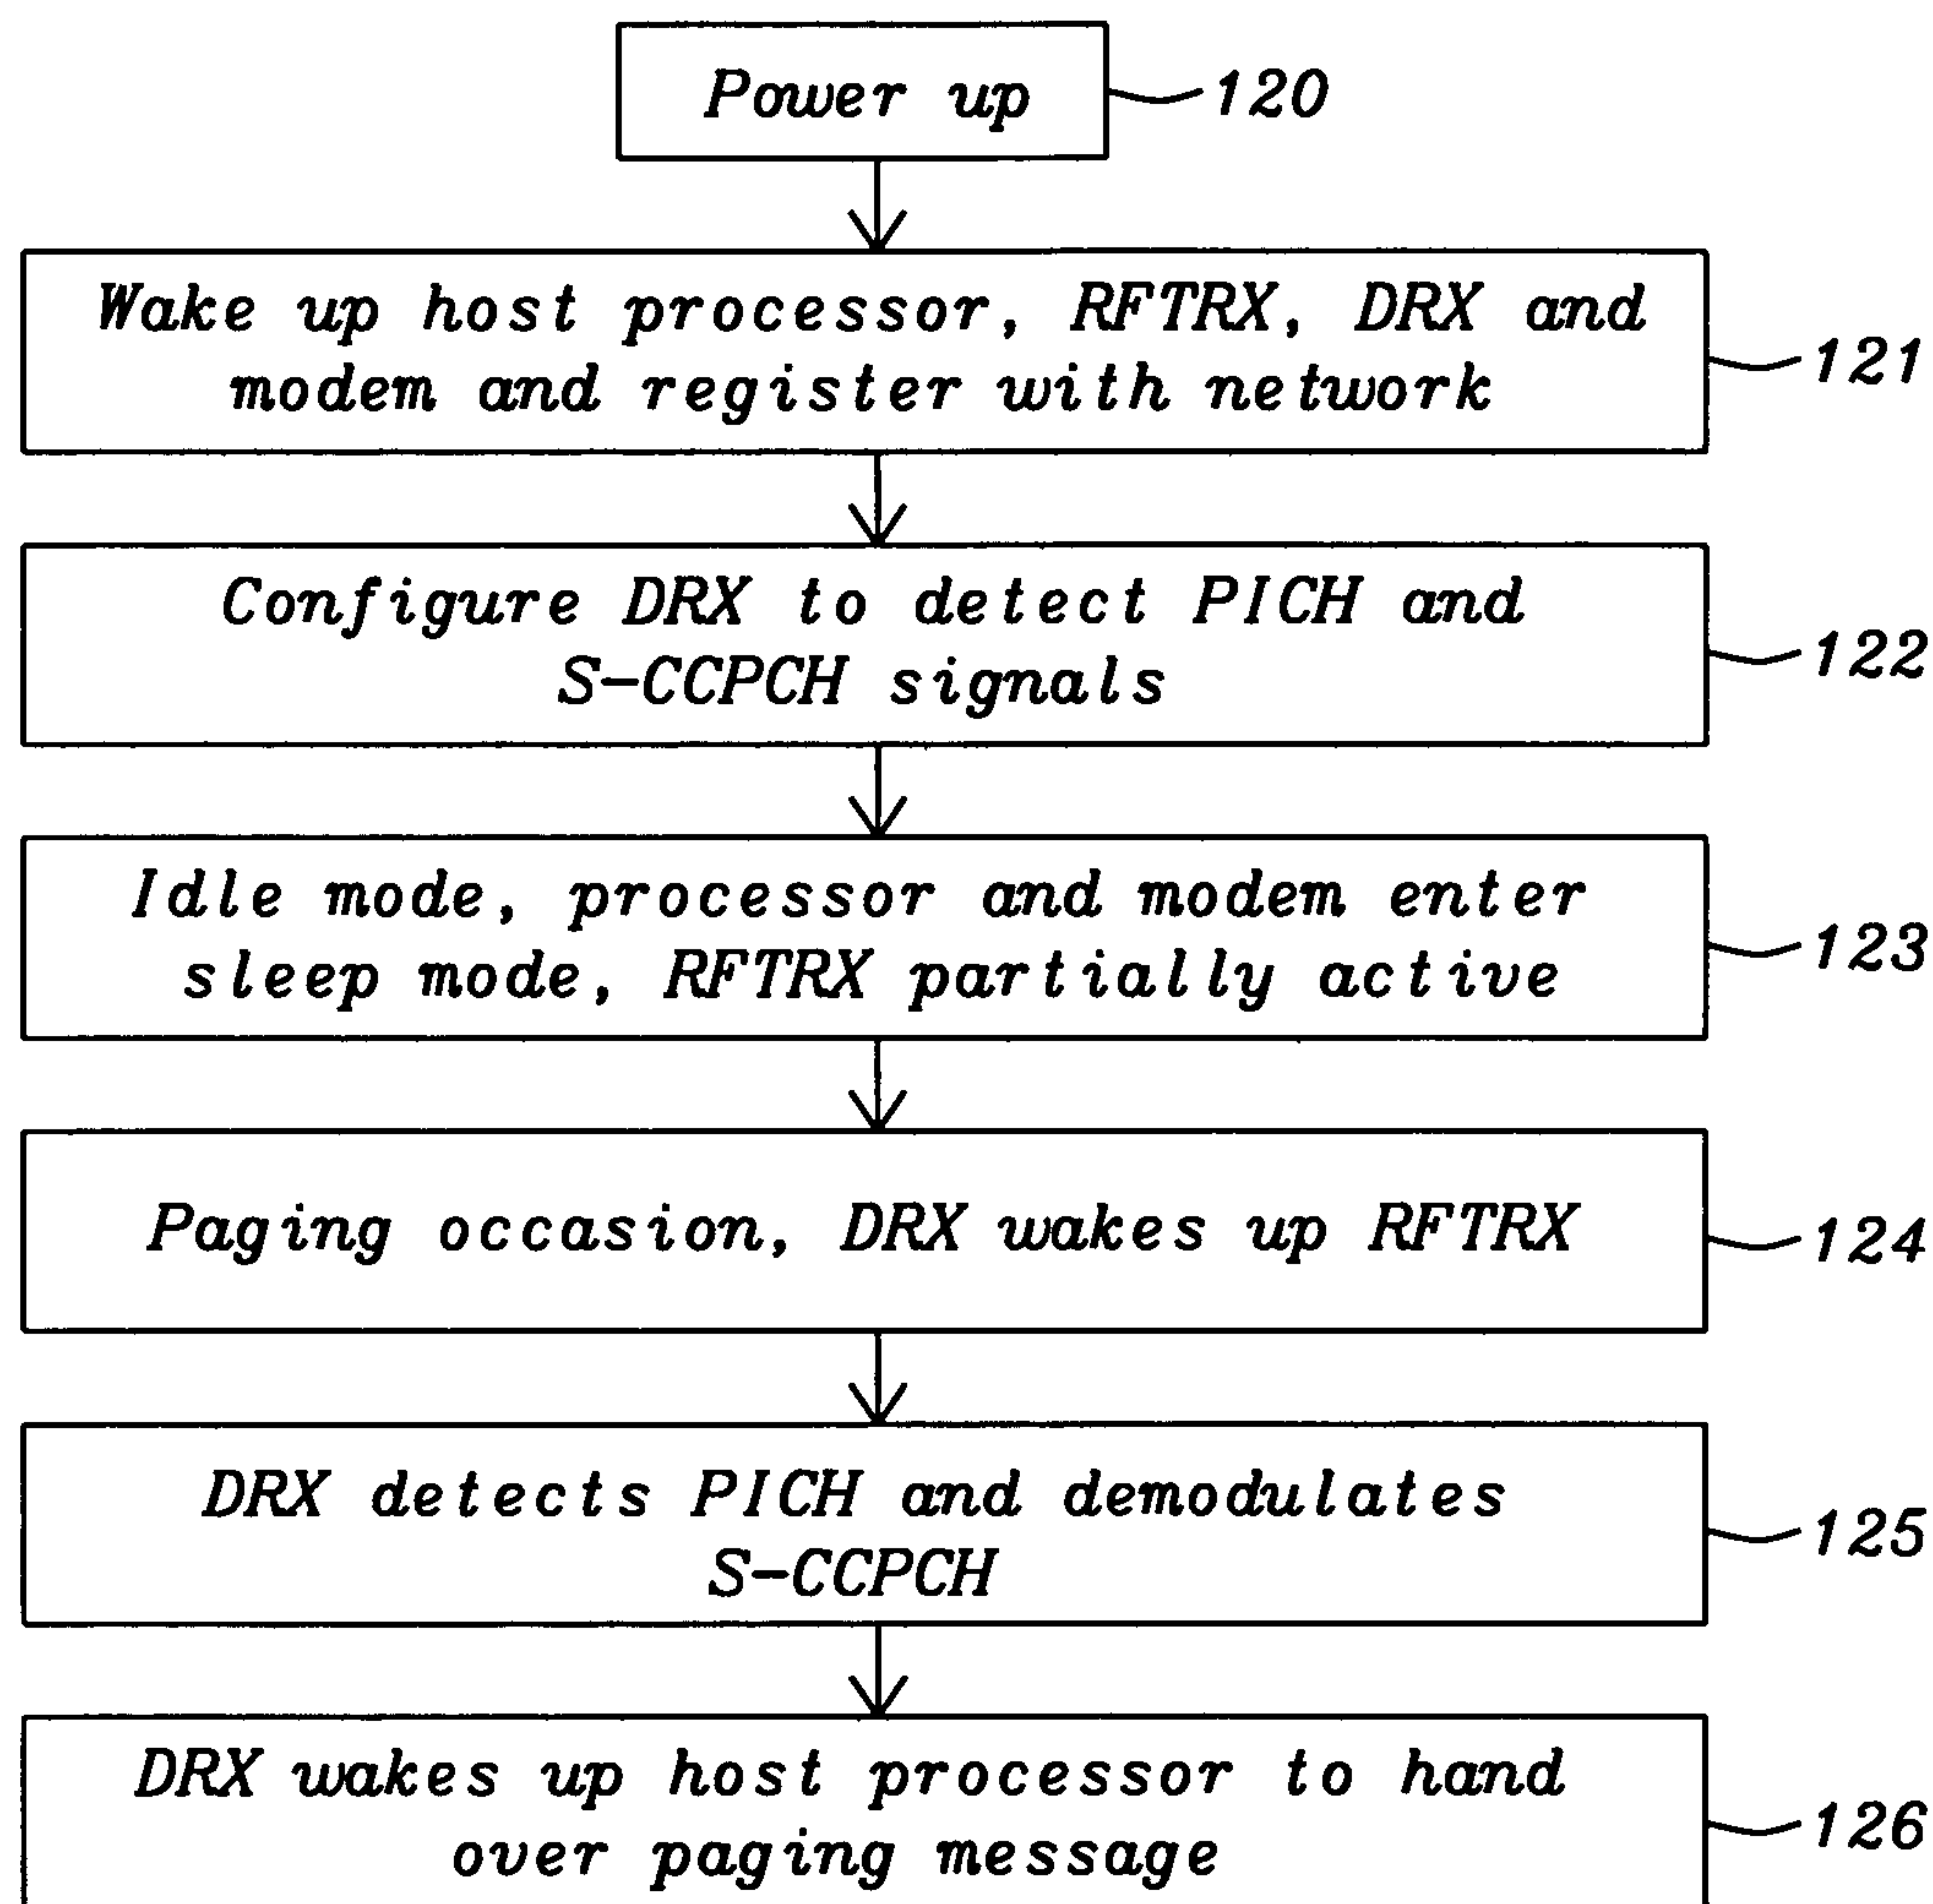 Power up
120
Wake up host processor, RFTRX, DRX and
modem and register with network
121
Configure DRX to detect PICH and
S-CCPCH signals
122
Idle mode, processor and modem enter
sleep mode, RFTRX partially active
123
Paging occasion, DRX wakes up RFTRX
124
DRX detects PICH and demodulates
S-CCPCH
125
DRX wakes up host processor to hand
over paging message
126